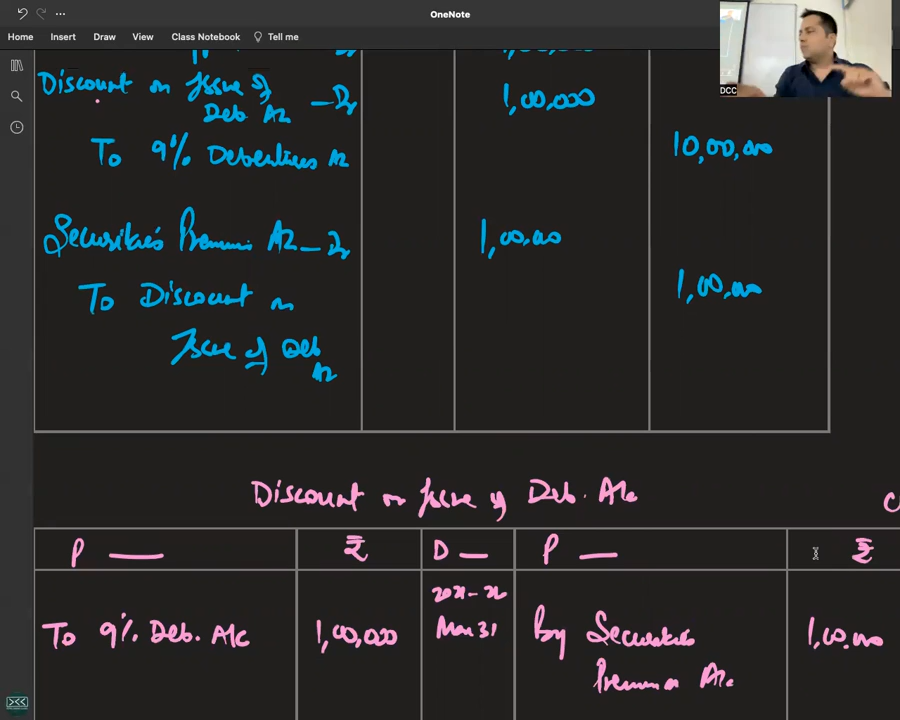 OneNote
Home Insert Draw View Class Notebook Tell me
DCC
Discount on Issue of
Deb A/c — Dr 1,00,000
To 9% Debentures A/c 10,00,000
Securities Premium A/c — Dr 1,00,000
To Discount on 1,00,000
Issue of Deb
A/c
Discount on Issue of Deb. A/c
P — ₹ D — P — ₹
2021-22
To 9% Deb. A/c 1,00,000 Mar 31 By Securities 1,00,000
Premium A/c